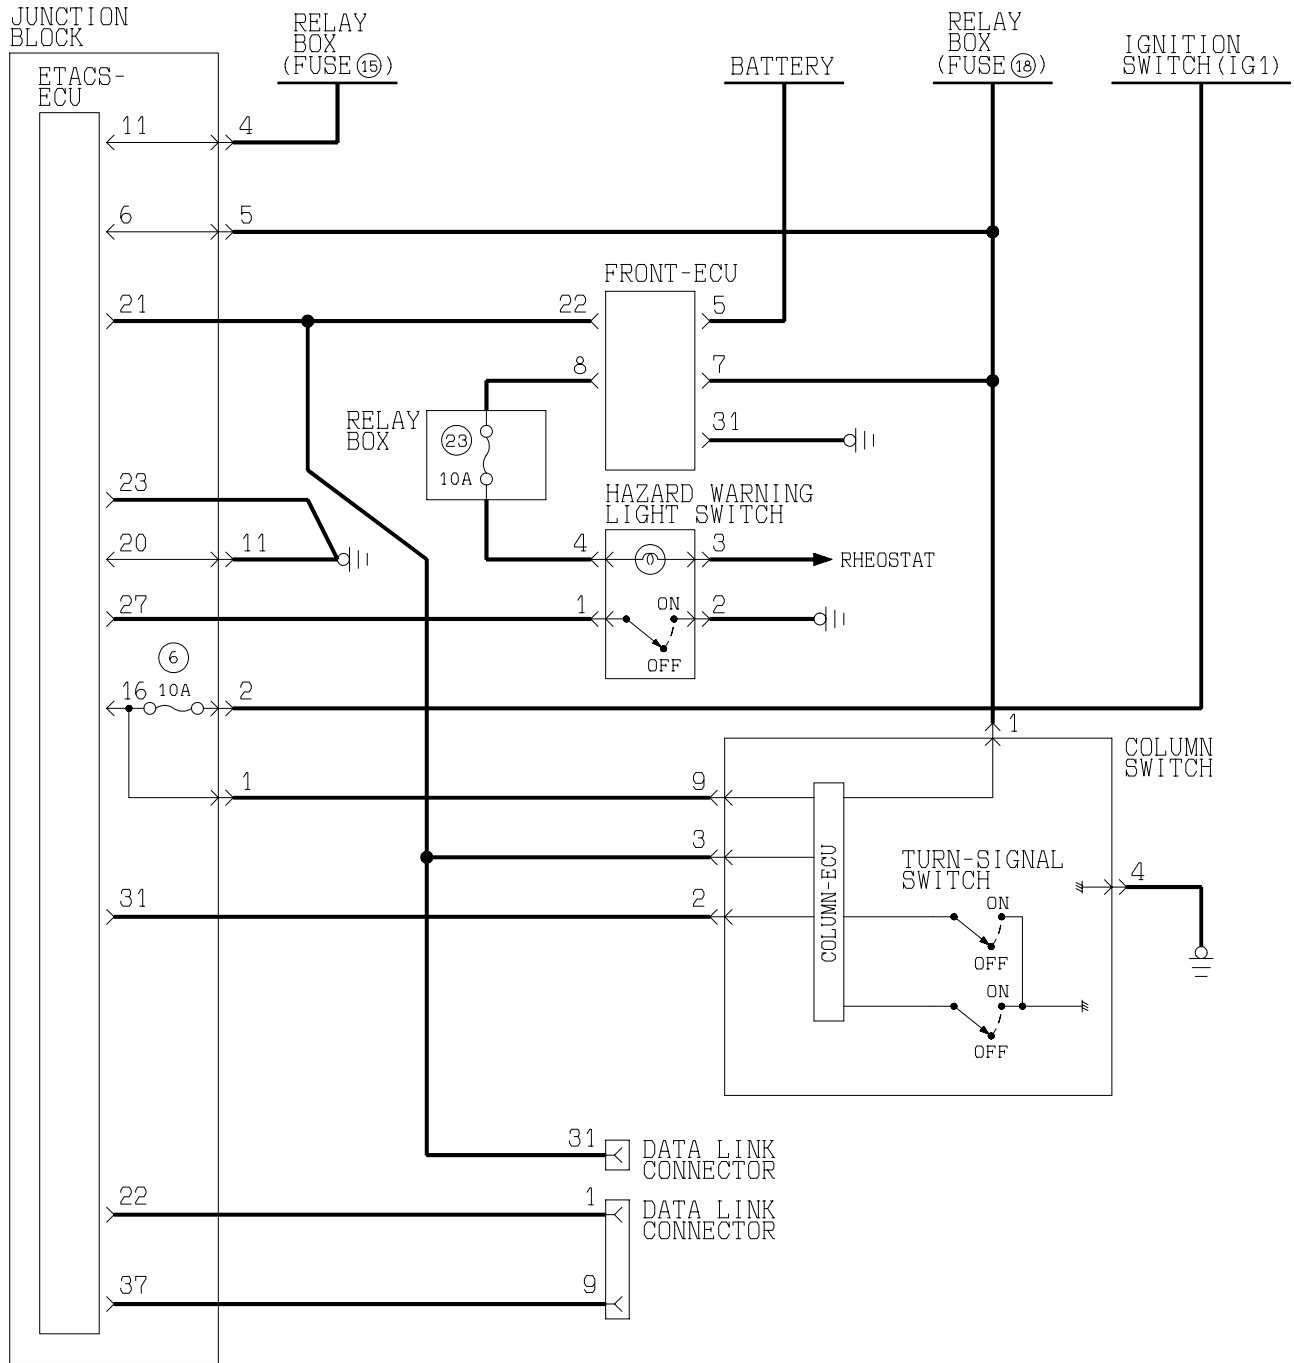 JUNCTION
BLOCK
RELAY
BOX
(FUSE 15)
BATTERY
RELAY
BOX
(FUSE 18)
IGNITION
SWITCH(IG1)
ETACS-
ECU
11
4
6
5
FRONT-ECU
21
22
5
8
7
RELAY
BOX
23
10A
31
23
HAZARD WARNING
LIGHT SWITCH
20
11
4
3
RHEOSTAT
27
1
ON
2
OFF
6
16
10A
2
1
COLUMN
SWITCH
1
9
3
COLUMN-ECU
TURN-SIGNAL
SWITCH
4
31
2
ON
OFF
ON
OFF
31
DATA LINK
CONNECTOR
22
1
DATA LINK
CONNECTOR
37
9